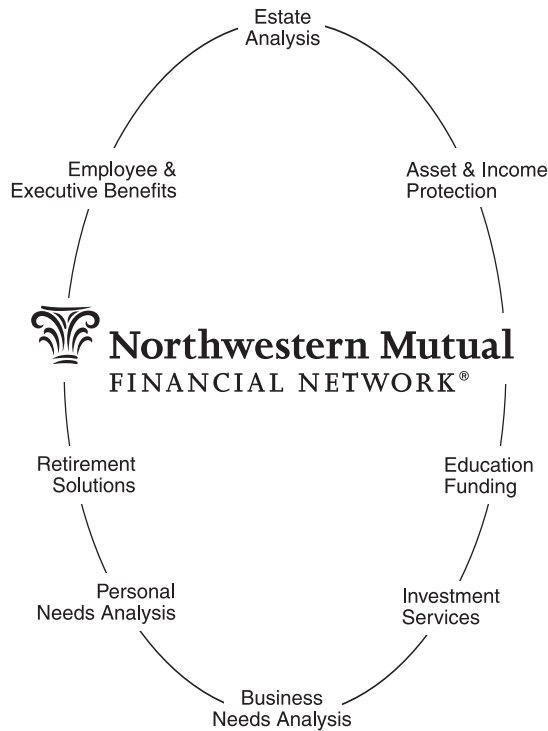 Estate
Analysis
Employee &
Executive Benefits
Asset & Income
Protection
Northwestern Mutual
FINANCIAL NETWORK®
Retirement
Solutions
Education
Funding
Personal
Needs Analysis
Investment
Services
Business
Needs Analysis